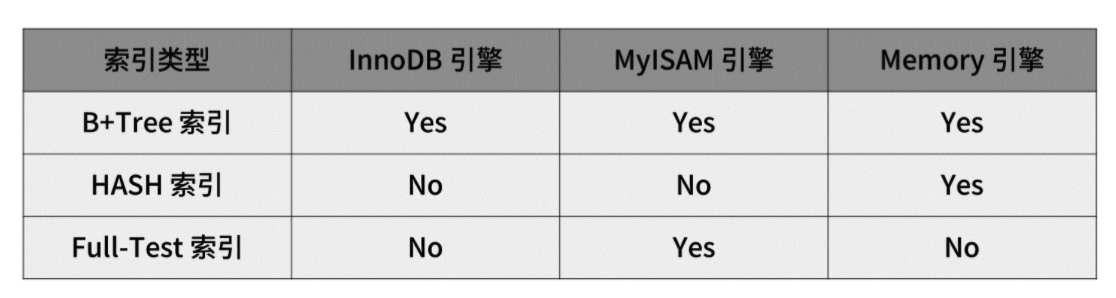 索引类型 InnoDB 引擎 MyISAM 引擎 Memory 引擎
B+Tree 索引 Yes Yes Yes
HASH 索引 No No Yes
Full-Test 索引 No Yes No